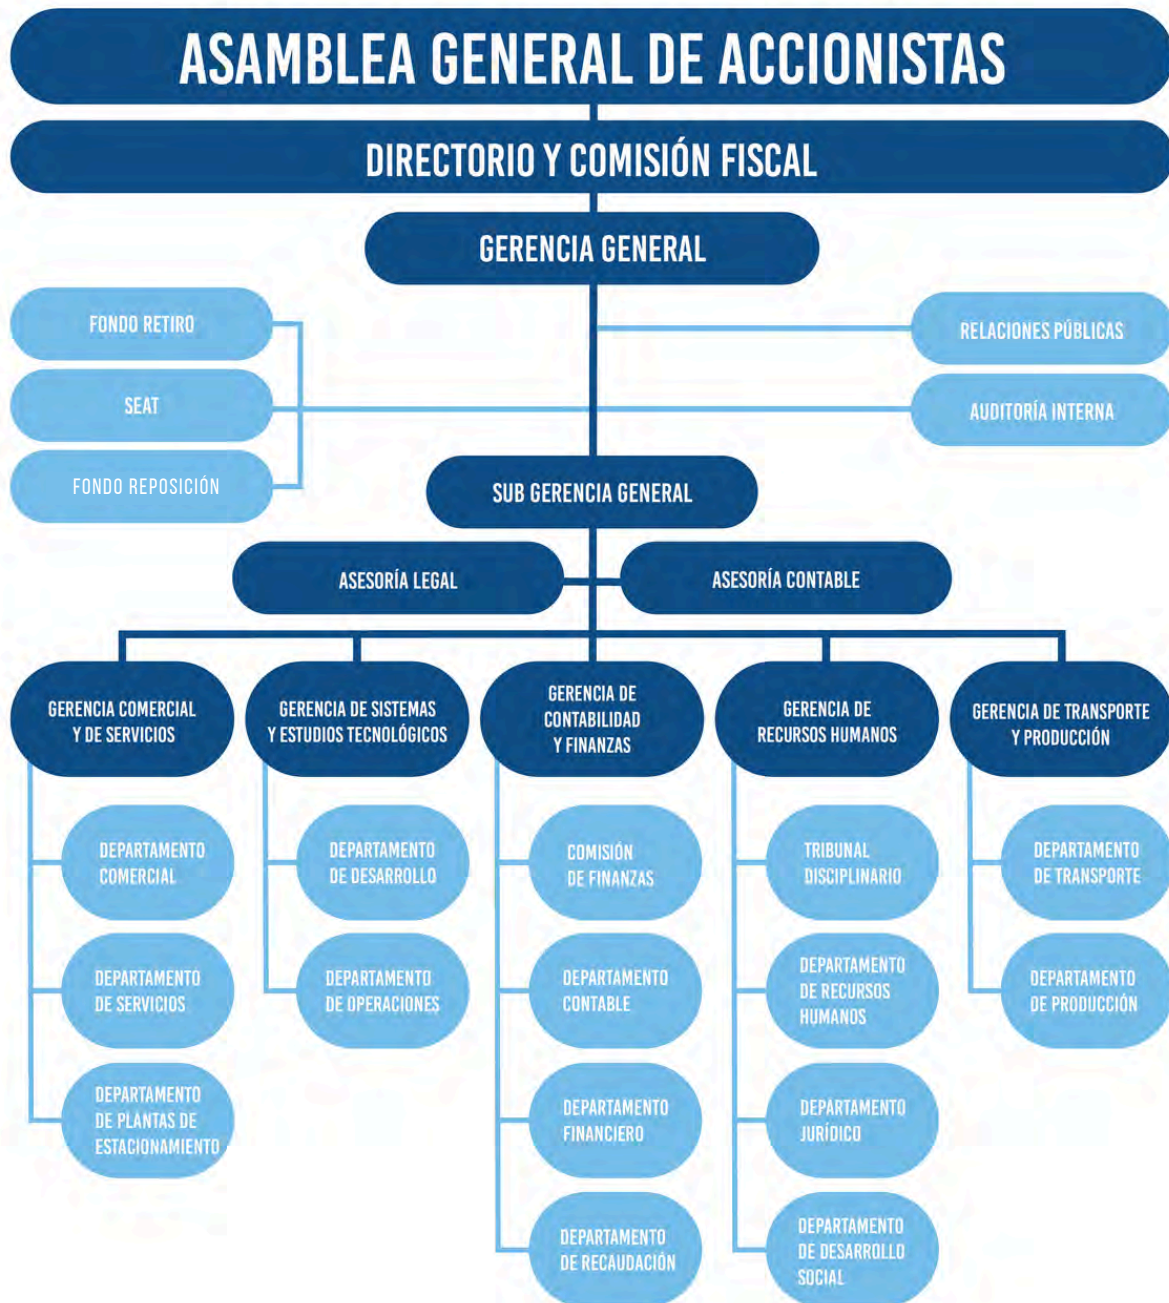 ASAMBLEA GENERAL DE ACCIONISTAS
DIRECTORIO Y COMISIÓN FISCAL
GERENCIA GENERAL
FONDO RETIRO
RELACIONES PÚBLICAS
SEAT
AUDITORÍA INTERNA
FONDO REPOSICIÓN
SUB GERENCIA GENERAL
ASESORÍA LEGAL
ASESORÍA CONTABLE
GERENCIA COMERCIAL
Y DE SERVICIOS
GERENCIA DE SISTEMAS
Y ESTUDIOS TECNOLÓGICOS
GERENCIA DE
CONTABILIDAD
Y FINANZAS
GERENCIA DE
RECURSOS HUMANOS
GERENCIA DE TRANSPORTE
Y PRODUCCIÓN
DEPARTAMENTO
COMERCIAL
DEPARTAMENTO
DE SERVICIOS
DEPARTAMENTO
DE PLANTAS DE
ESTACIONAMIENTO
DEPARTAMENTO
DE DESARROLLO
DEPARTAMENTO
DE OPERACIONES
COMISIÓN
DE FINANZAS
DEPARTAMENTO
CONTABLE
DEPARTAMENTO
FINANCIERO
DEPARTAMENTO
DE RECAUDACIÓN
TRIBUNAL
DISCIPLINARIO
DEPARTAMENTO
DE RECURSOS
HUMANOS
DEPARTAMENTO
JURÍDICO
DEPARTAMENTO
DE DESARROLLO
SOCIAL
DEPARTAMENTO
DE TRANSPORTE
DEPARTAMENTO
DE PRODUCCIÓN